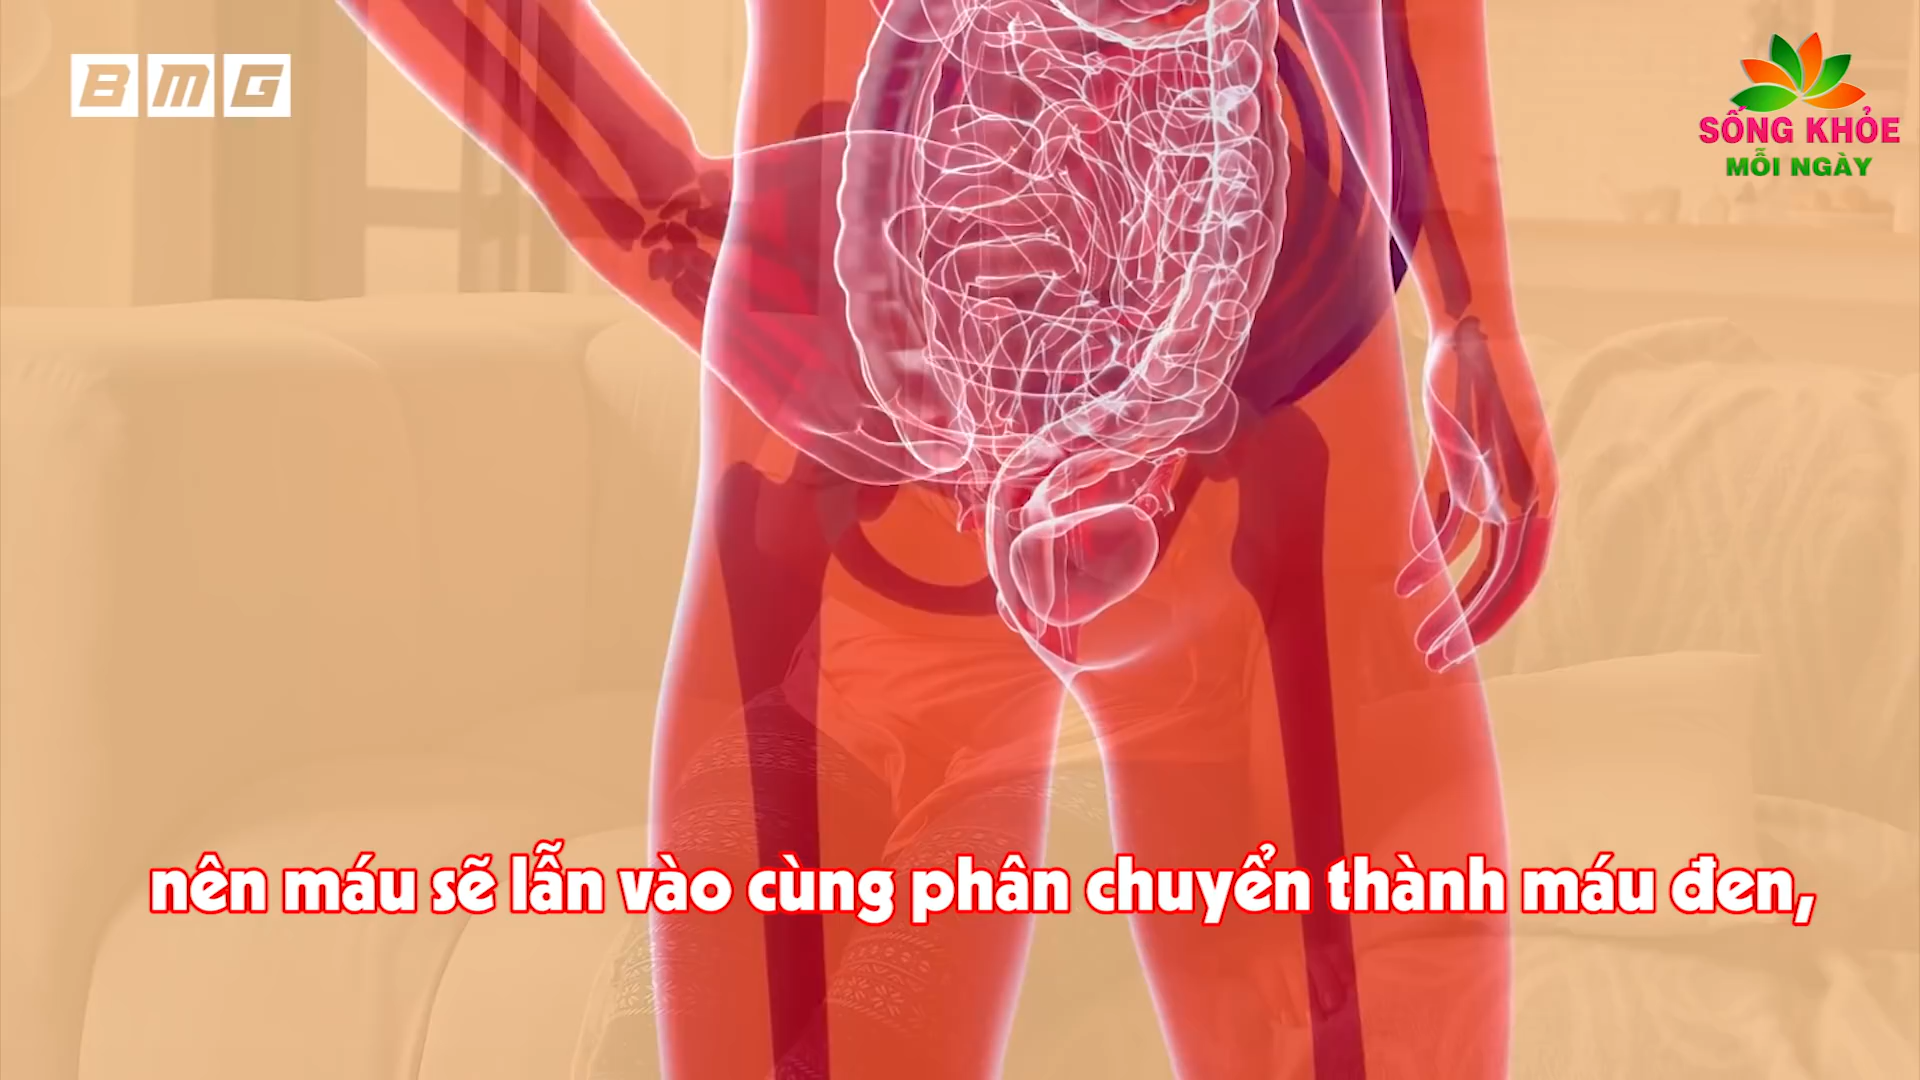 BMG
SỐNG KHỎE
MỖI NGÀY
nên máu sẽ lẫn vào cùng phân chuyển thành máu đen,